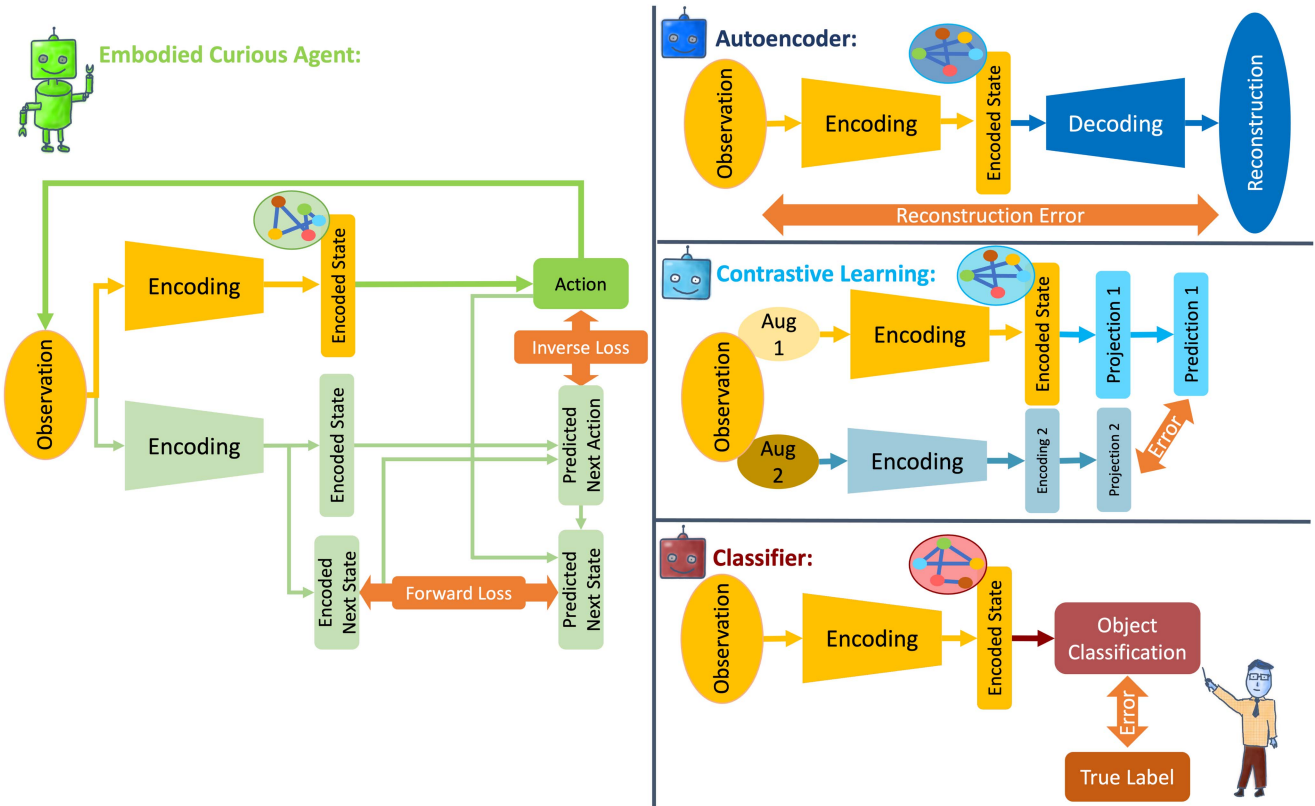 Embodied Curious Agent:
Observation
Encoding
Encoded State
Action
Inverse Loss
Encoding
Encoded State
Predicted
Next Action
Encoded
Next State
Forward Loss
Predicted
Next State
Autoencoder:
Observation
Encoding
Encoded State
Decoding
Reconstruction
Reconstruction Error
Contrastive Learning:
Observation
Aug
1
Encoding
Encoded State
Projection 1
Prediction 1
Aug
2
Encoding
Encoding 2
Projection 2
Error
Classifier:
Observation
Encoding
Encoded State
Object
Classification
Error
True Label